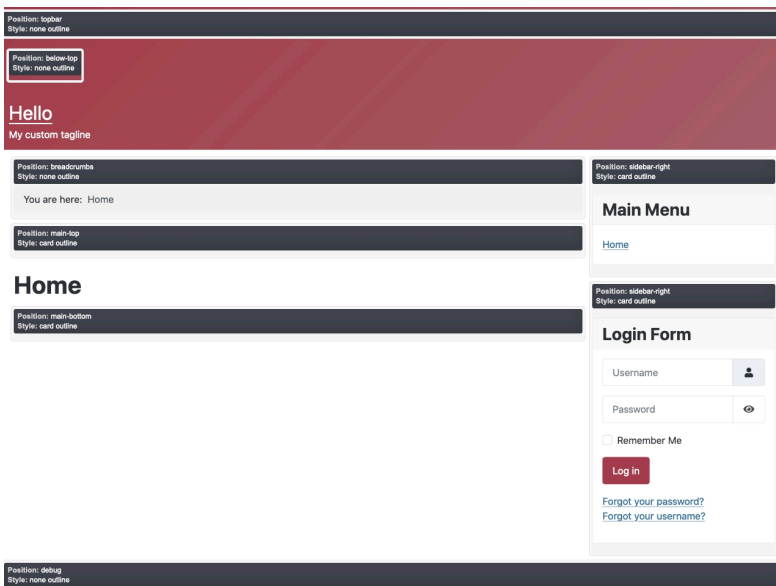 Position: topbar
Style: none outline
Position: below-top
Style: none outline
Hello
My custom tagline
Position: breadcrumbs
Style: none outline
You are here: Home
Position: main-top
Style: card outline
Home
Position: main-bottom
Style: card outline
Position: sidebar-right
Style: card outline
Main Menu
Home
Position: sidebar-right
Style: card outline
Login Form
Username
Password
Remember Me
Log in
Forgot your password?
Forgot your username?
Position: debug
Style: none outline